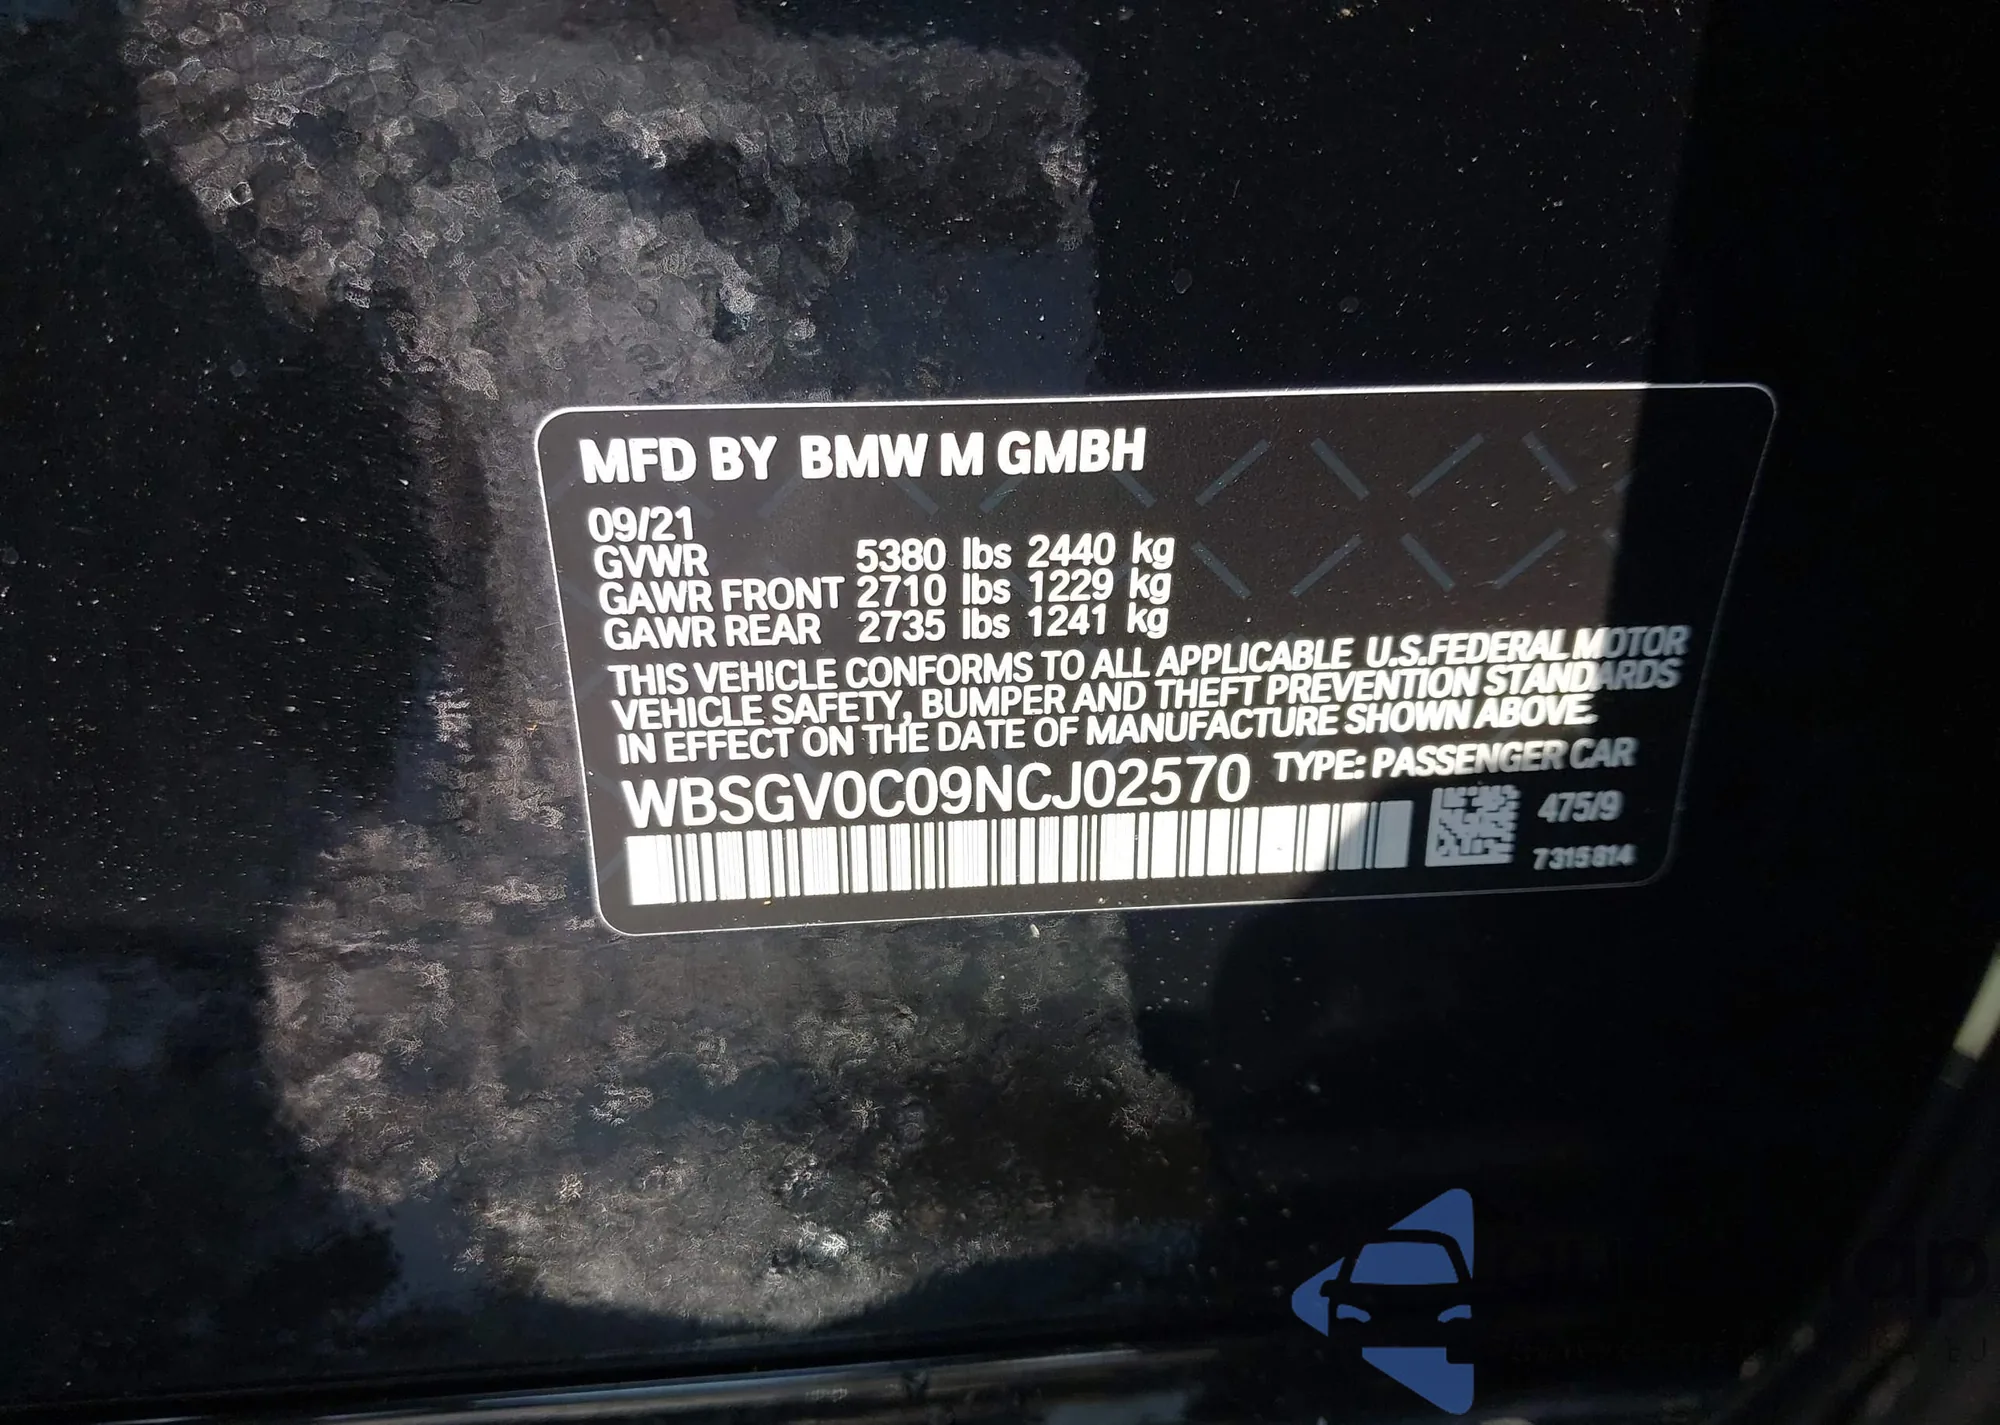 MFD BY BMW M GMBH
09/21
GVWR 5380 lbs 2440 kg
GAWR FRONT 2710 lbs 1229 kg
GAWR REAR 2735 lbs 1241 kg
THIS VEHICLE CONFORMS TO ALL APPLICABLE U.S.FEDERAL MOTOR
VEHICLE SAFETY, BUMPER AND THEFT PREVENTION STANDARDS
IN EFFECT ON THE DATE OF MANUFACTURE SHOWN ABOVE.
WBSGV0C09NCJ02570 TYPE: PASSENGER CAR
475/9
7315814